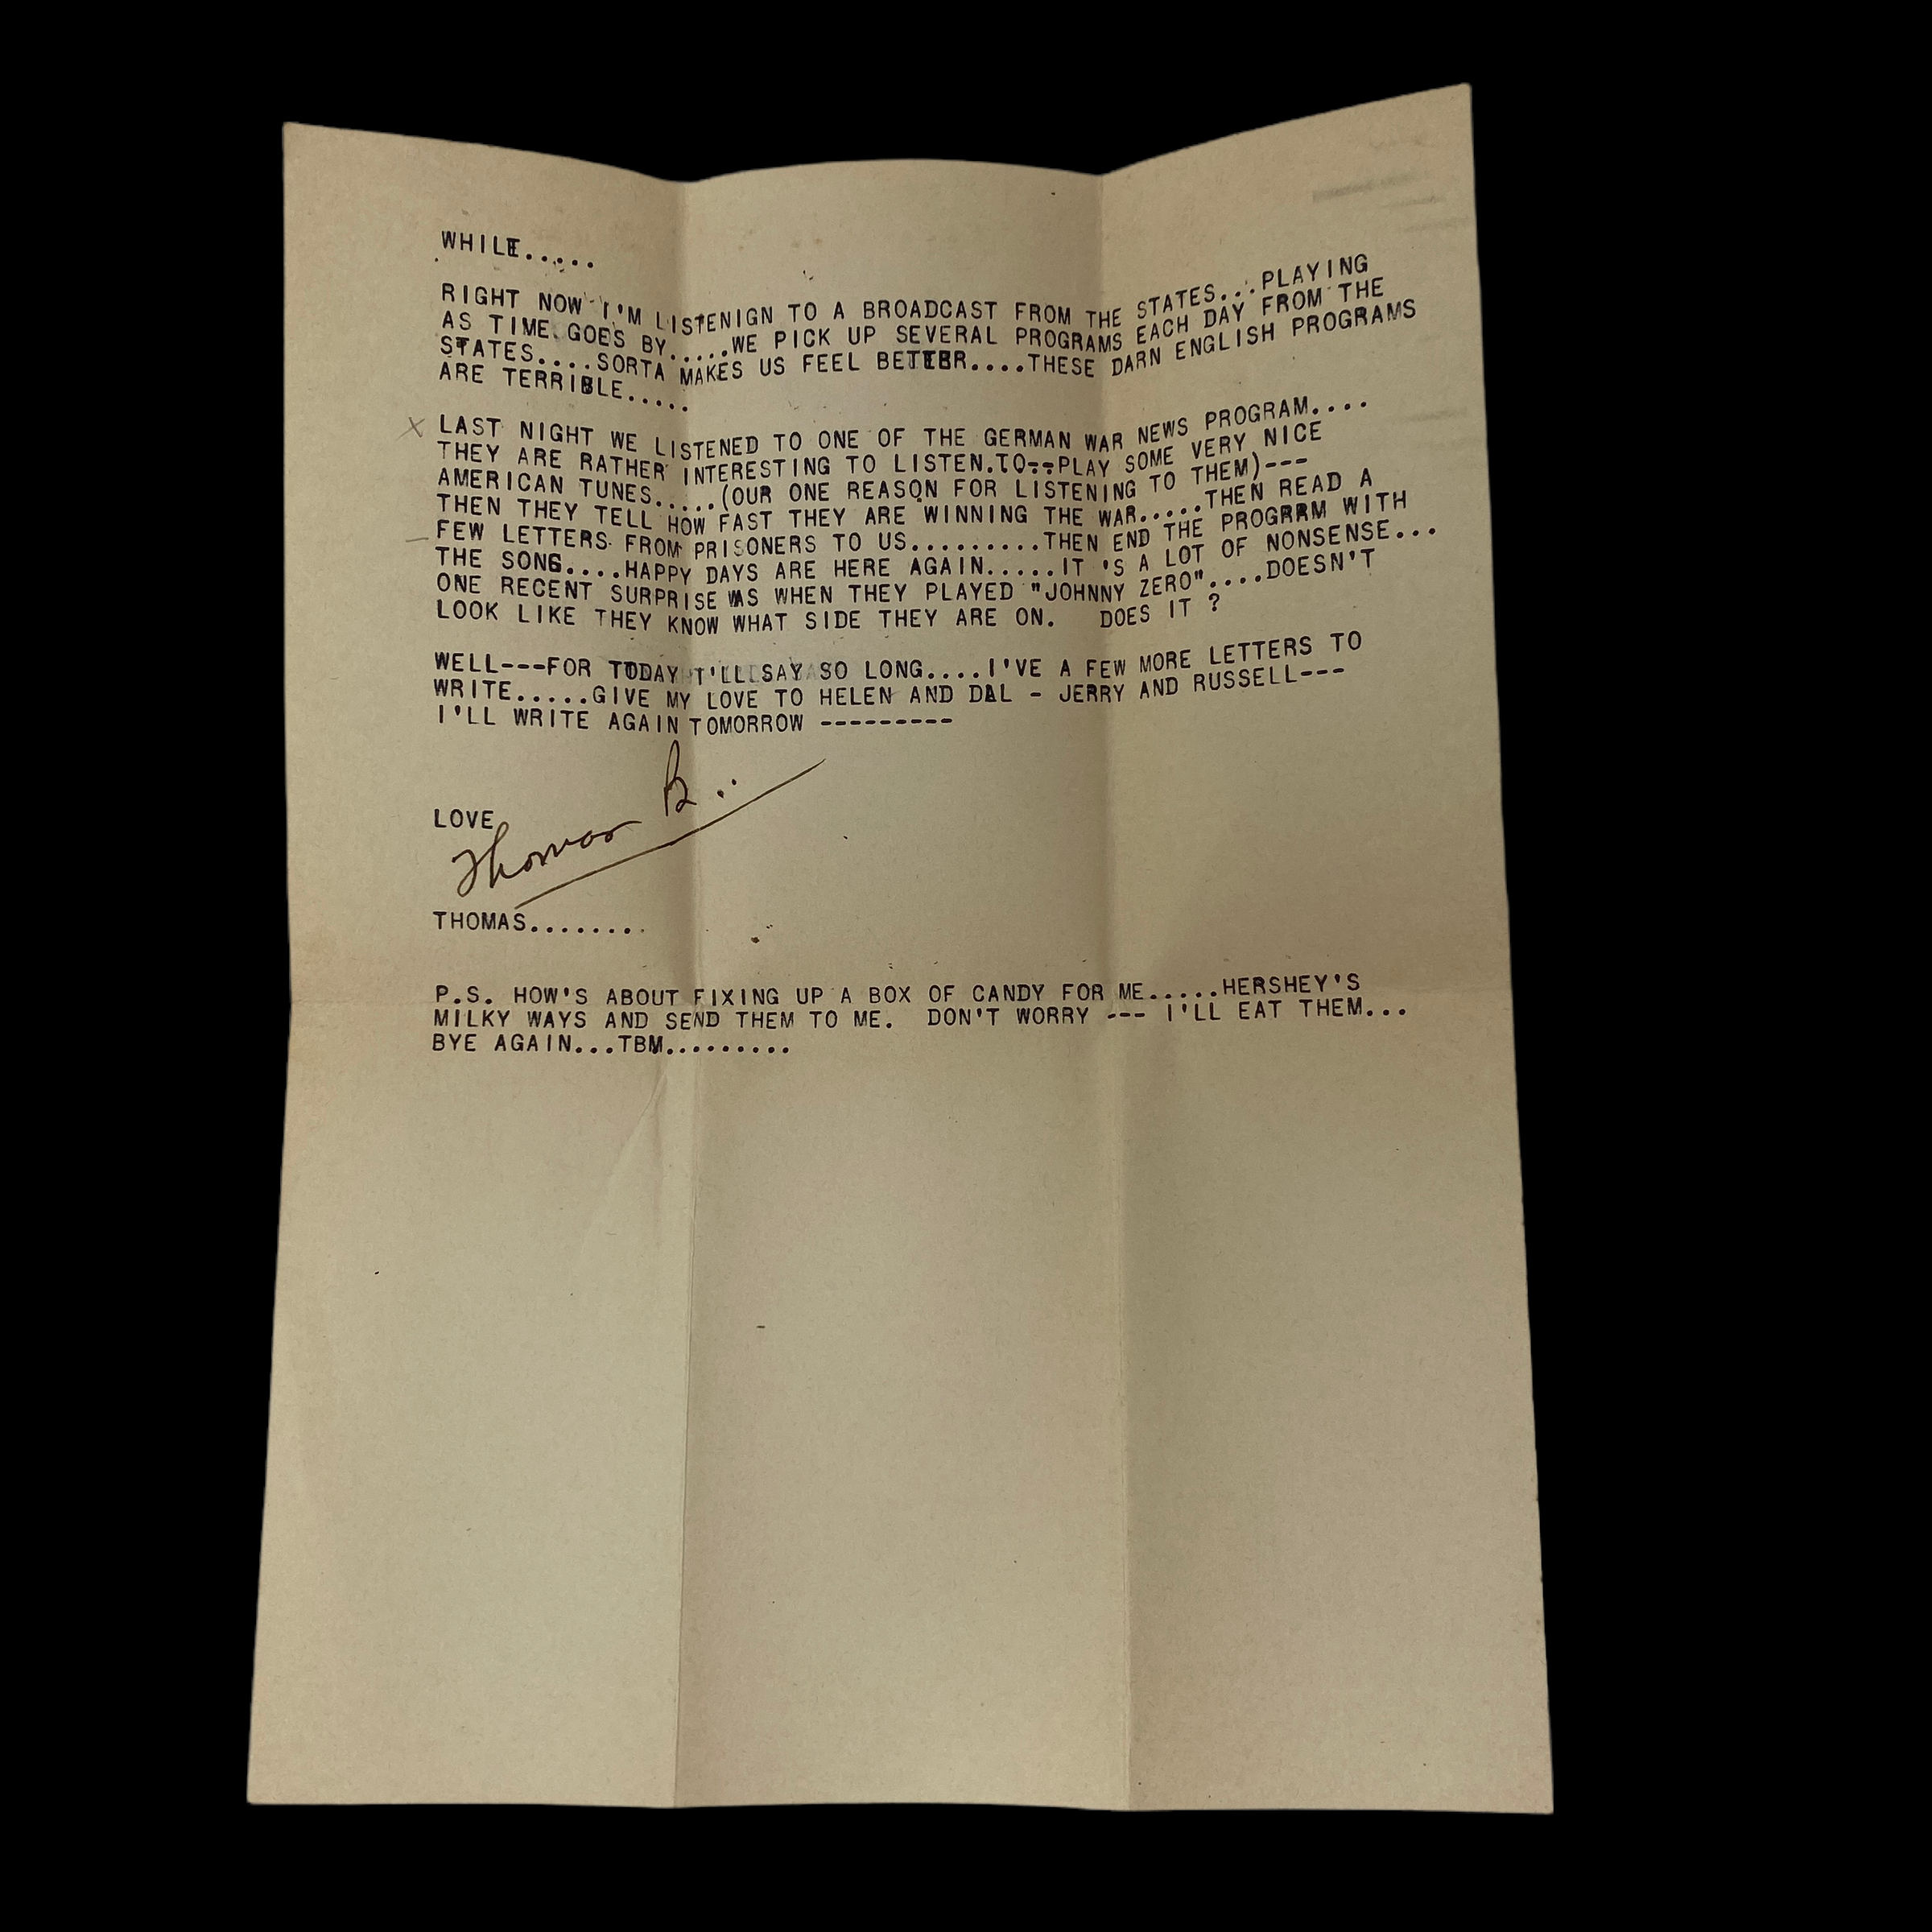 WHILE.....
RIGHT NOW I'M LISTENIGN TO A BROADCAST FROM THE STATES...PLAYING
AS TIME GOES BY.....WE PICK UP SEVERAL PROGRAMS EACH DAY FROM THE
STATES....SORTA MAKES US FEEL BETTER....THESE DARN ENGLISH PROGRAMS
ARE TERRIBLE.....
X LAST NIGHT WE LISTENED TO ONE OF THE GERMAN WAR NEWS PROGRAM....
THEY ARE RATHER INTERESTING TO LISTEN.TO--PLAY SOME VERY NICE
AMERICAN TUNES.....(OUR ONE REASON FOR LISTENING TO THEM)---
THEN THEY TELL HOW FAST THEY ARE WINNING THE WAR.....THEN READ A
FEW LETTERS FROM PRISONERS TO US.........THEN END THE PROGRRM WITH
THE SONG....HAPPY DAYS ARE HERE AGAIN......IT 'S A LOT OF NONSENSE...
ONE RECENT SURPRISE WAS WHEN THEY PLAYED "JOHNNY ZERO"....DOESN'T
LOOK LIKE THEY KNOW WHAT SIDE THEY ARE ON. DOES IT ?
WELL---FOR TODAY I'LL SAY SO LONG....I'VE A FEW MORE LETTERS TO
WRITE.....GIVE MY LOVE TO HELEN AND DAL - JERRY AND RUSSELL---
I'LL WRITE AGAIN TOMORROW ---------
LOVE
Thomas B..
THOMAS........
P.S. HOW'S ABOUT FIXING UP A BOX OF CANDY FOR ME.....HERSHEY'S
MILKY WAYS AND SEND THEM TO ME. DON'T WORRY --- I'LL EAT THEM...
BYE AGAIN...TBM.........